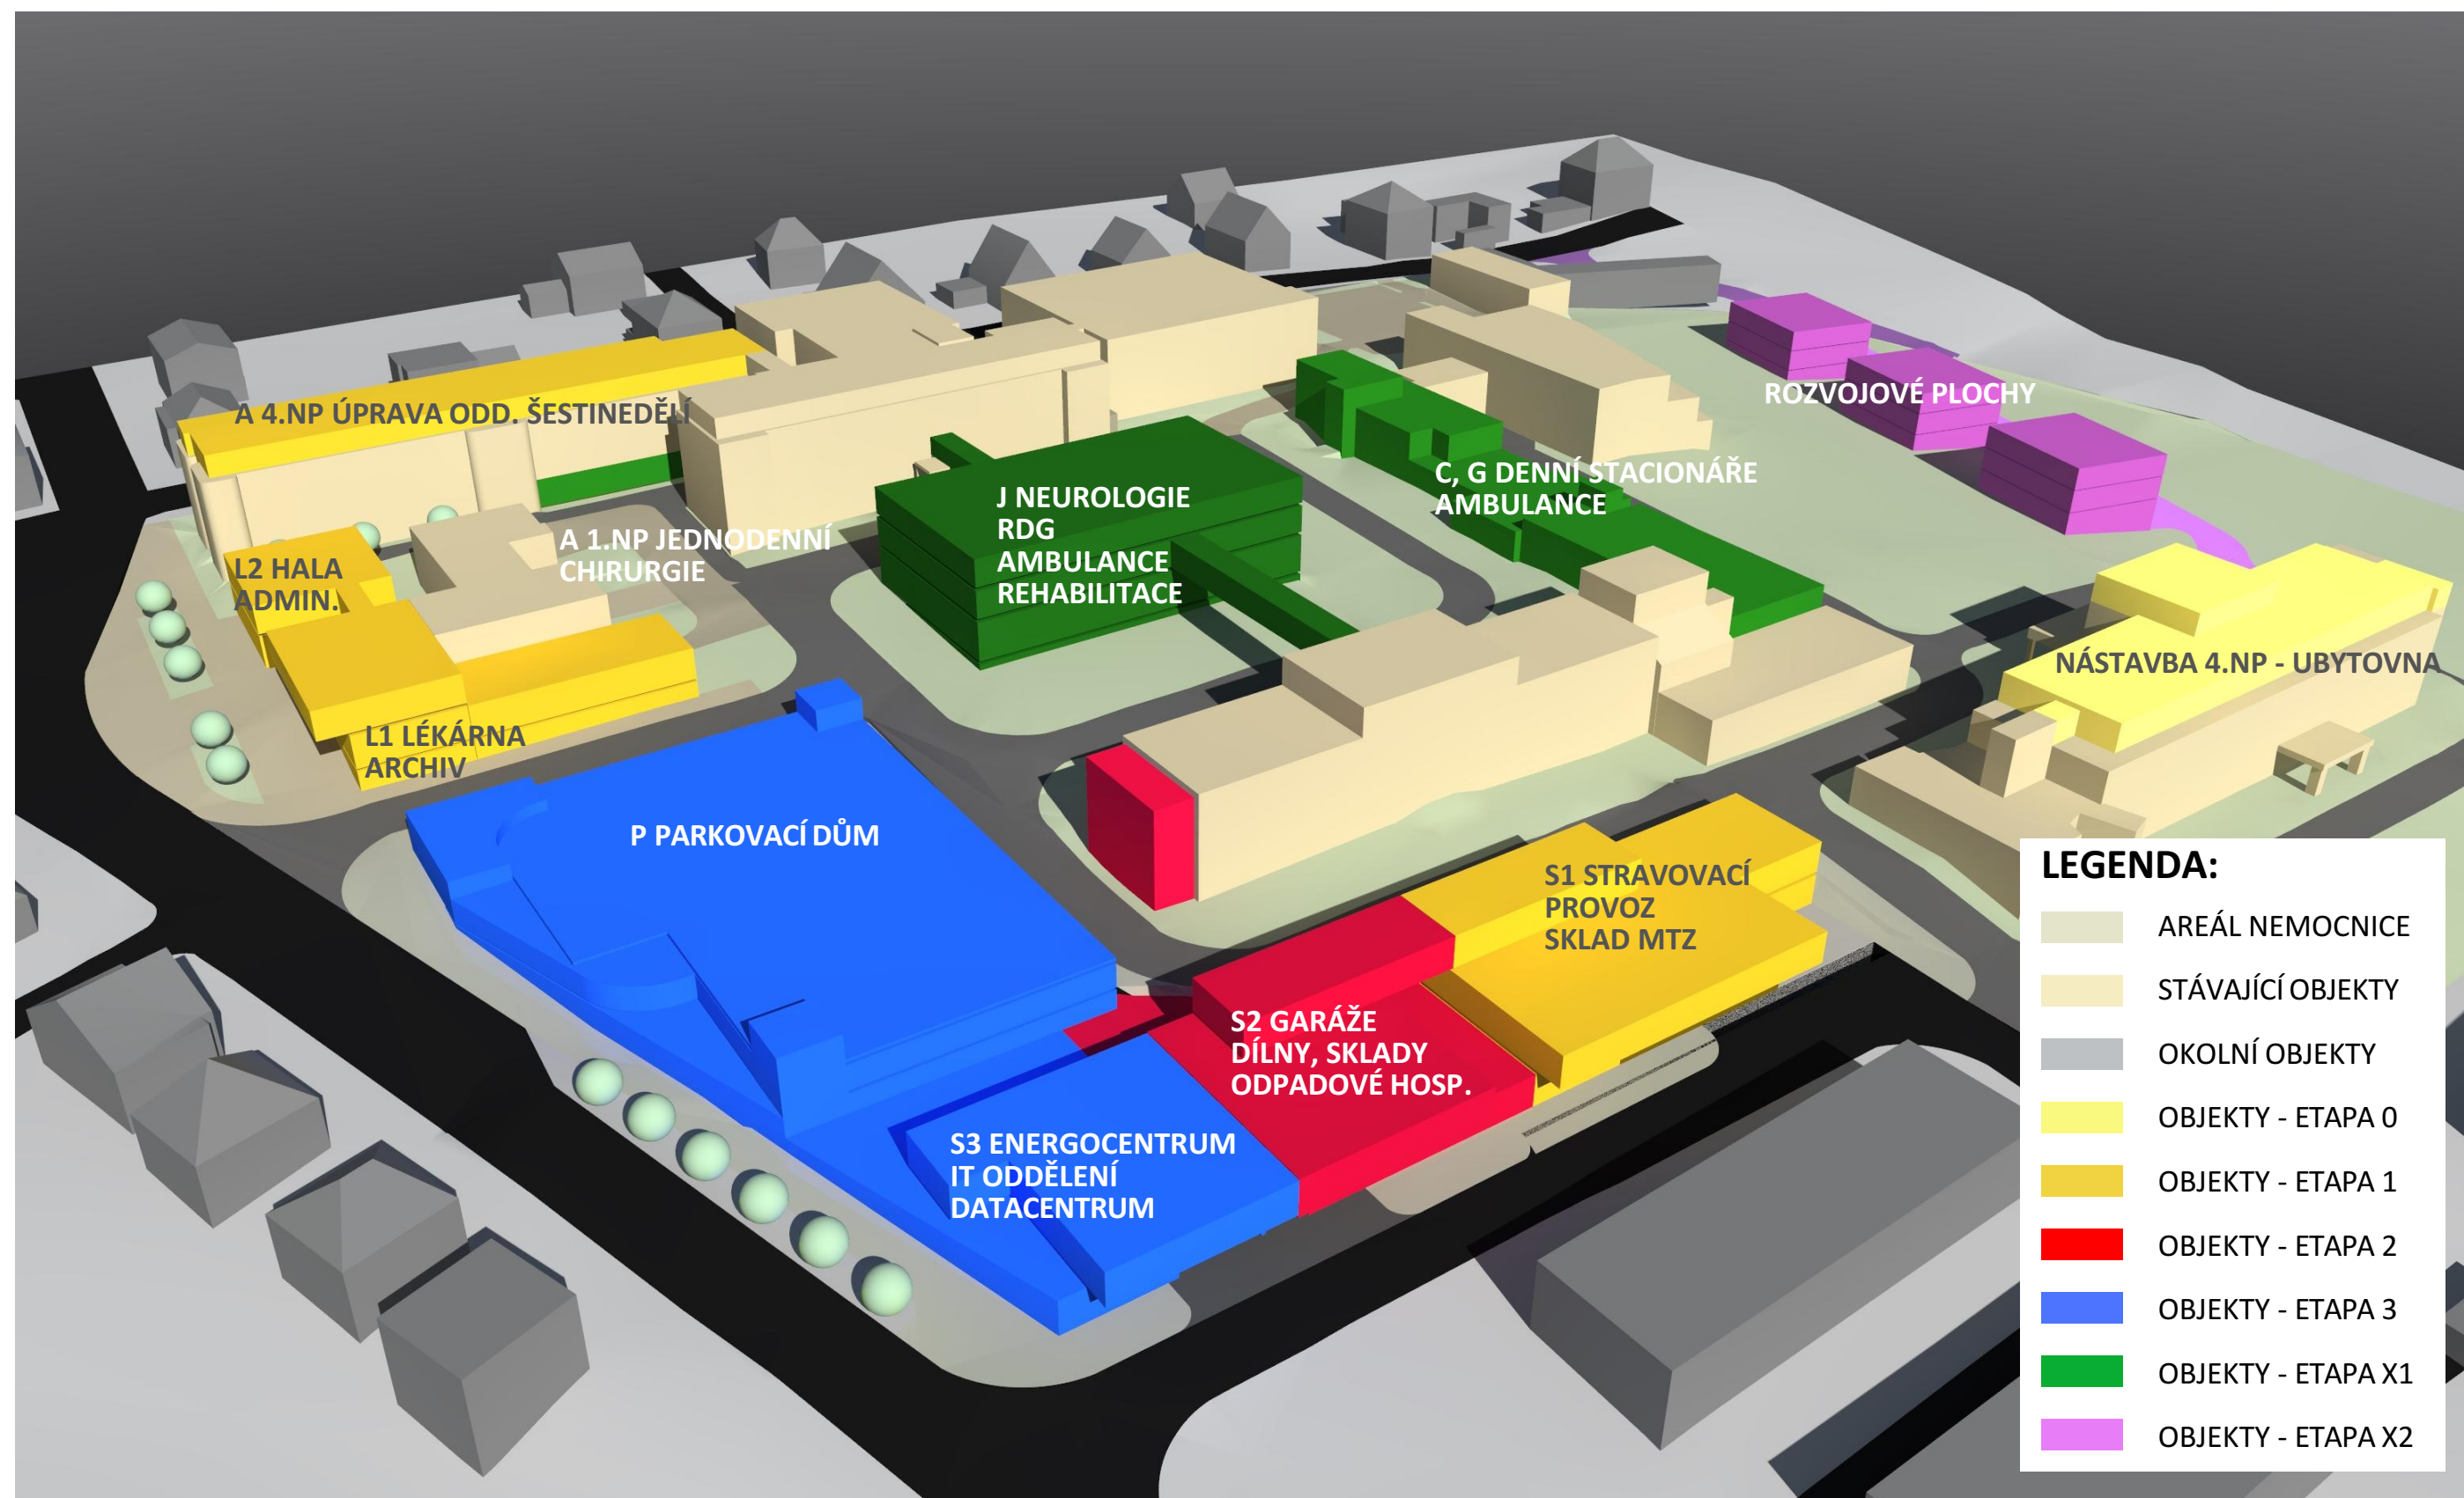 ROZVOJOVÉ PLOCHY
A 4.NP ÚPRAVA ODD. ŠESTINEDĚLÍ
C, G DENNÍ STACIONÁŘE
AMBULANCE
J NEUROLOGIE
RDG
AMBULANCE
REHABILITACE
A 1.NP JEDNODENNÍ
CHIRURGIE
L2 HALA
ADMIN.
NÁSTAVBA 4.NP - UBYTOVNA
L1 LÉKÁRNA
ARCHIV
P PARKOVACÍ DŮM
S1 STRAVOVACÍ
PROVOZ
SKLAD MTZ
S2 GARÁŽE
DÍLNY, SKLADY
ODPADOVÉ HOSP.
S3 ENERGOCENTRUM
IT ODDĚLENÍ
DATACENTRUM
LEGENDA:
AREÁL NEMOCNICE
STÁVAJÍCÍ OBJEKTY
OKOLNÍ OBJEKTY
OBJEKTY - ETAPA 0
OBJEKTY - ETAPA 1
OBJEKTY - ETAPA 2
OBJEKTY - ETAPA 3
OBJEKTY - ETAPA X1
OBJEKTY - ETAPA X2